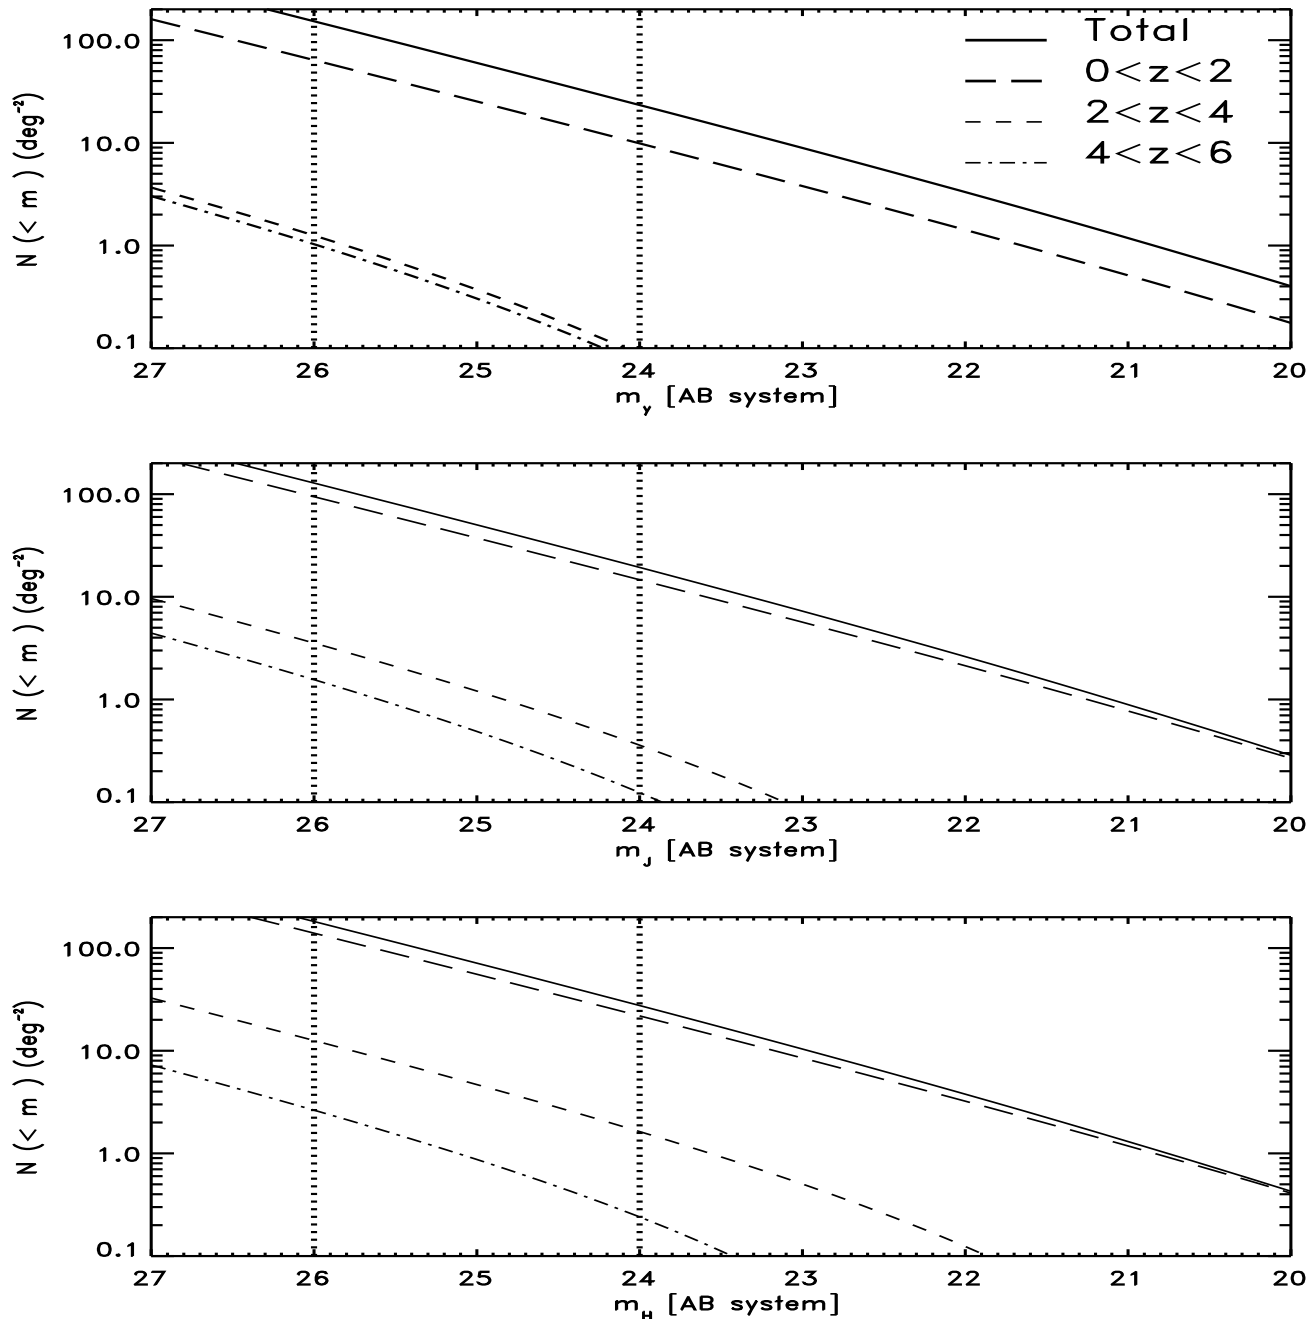 Total
0<z<2
2<z<4
4<z<6
100.0
10.0
1.0
0.1
N (< m ) (deg⁻²)
27 26 25 24 23 22 21 20
m_y [AB system]
100.0
10.0
1.0
0.1
N (< m ) (deg⁻²)
27 26 25 24 23 22 21 20
m_J [AB system]
100.0
10.0
1.0
0.1
N (< m ) (deg⁻²)
27 26 25 24 23 22 21 20
m_H [AB system]